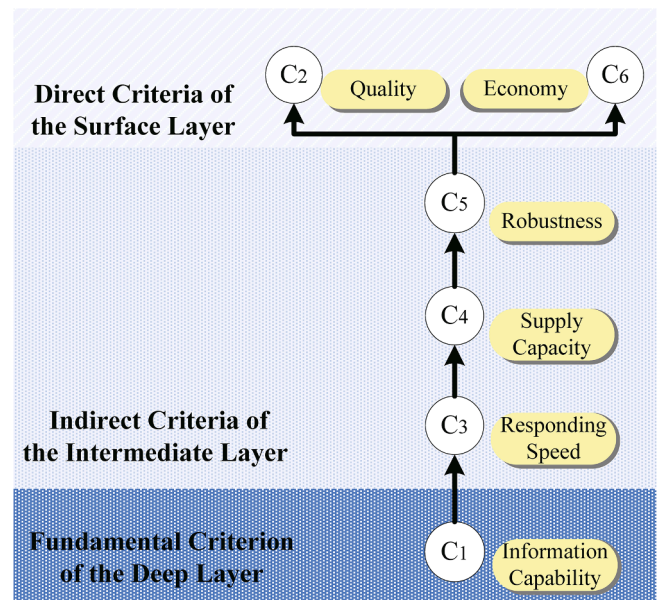 C2
Quality
Economy
C6
Direct Criteria of
the Surface Layer
C5
Robustness
C4
Supply
Capacity
Indirect Criteria of
the Intermediate Layer
C3
Responding
Speed
Fundamental Criterion
of the Deep Layer
C1
Information
Capability